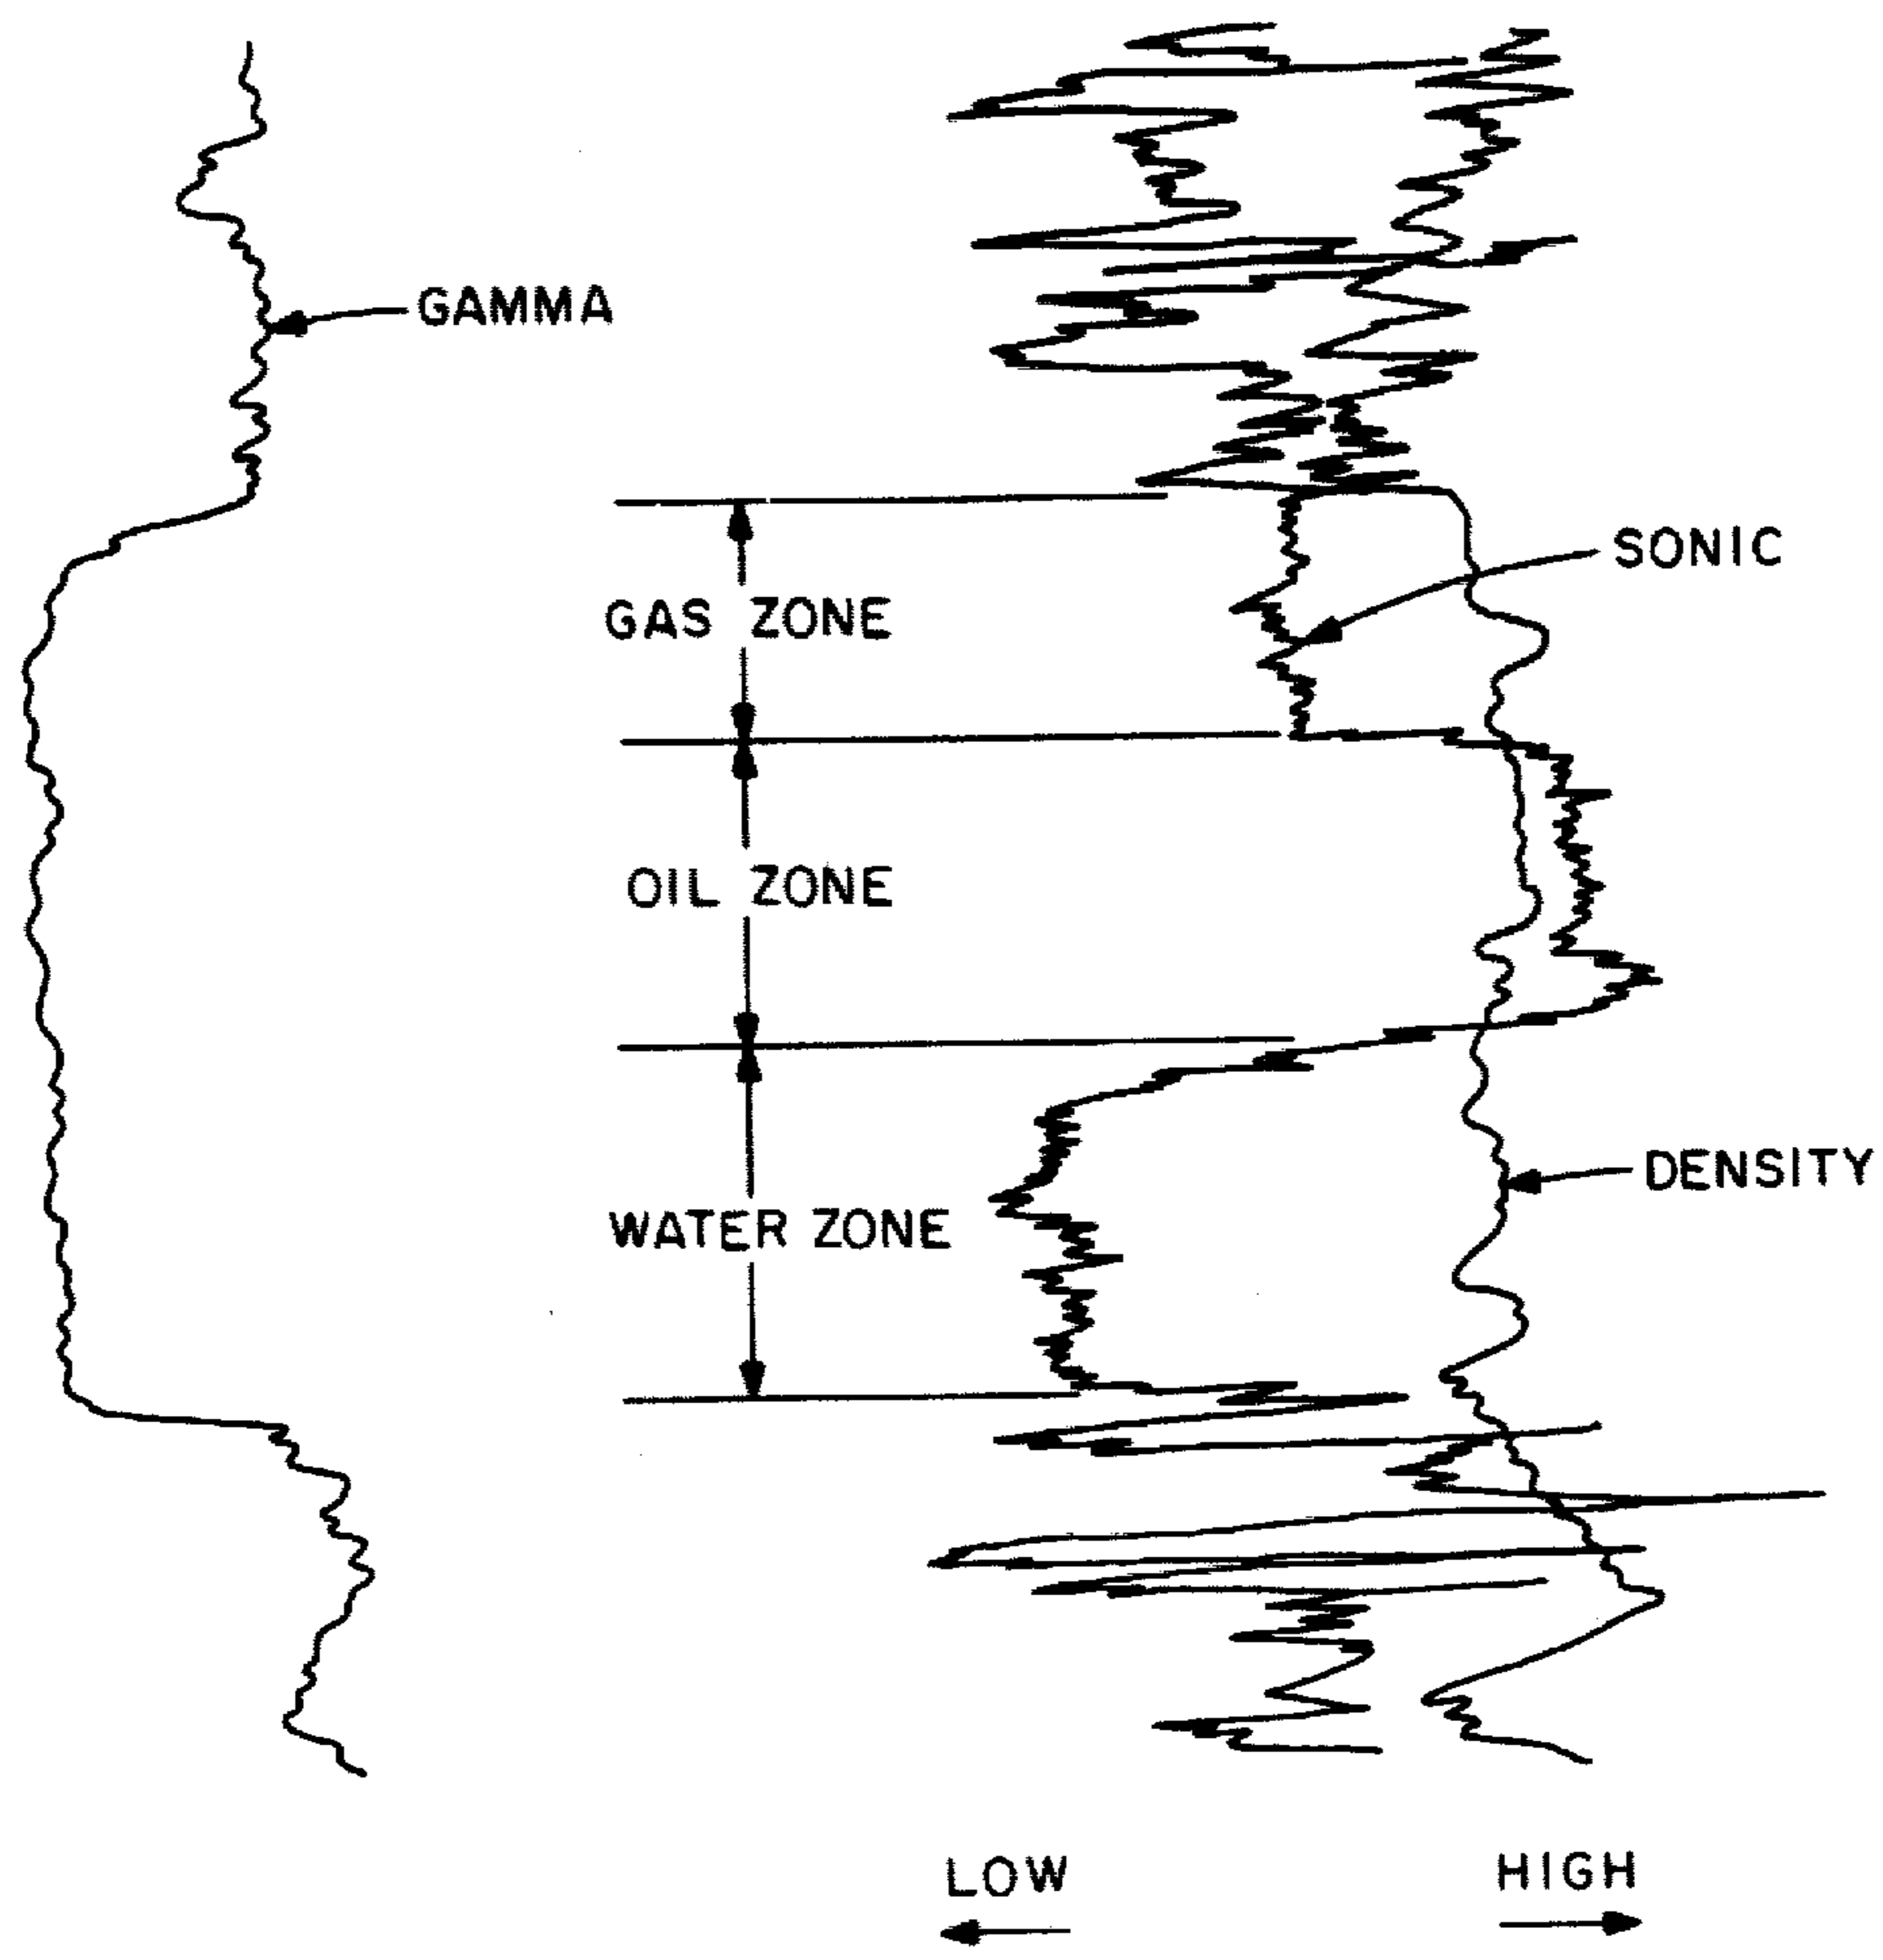 GAMMA
SONIC
GAS ZONE
OIL ZONE
DENSITY
WATER ZONE
LOW
HIGH